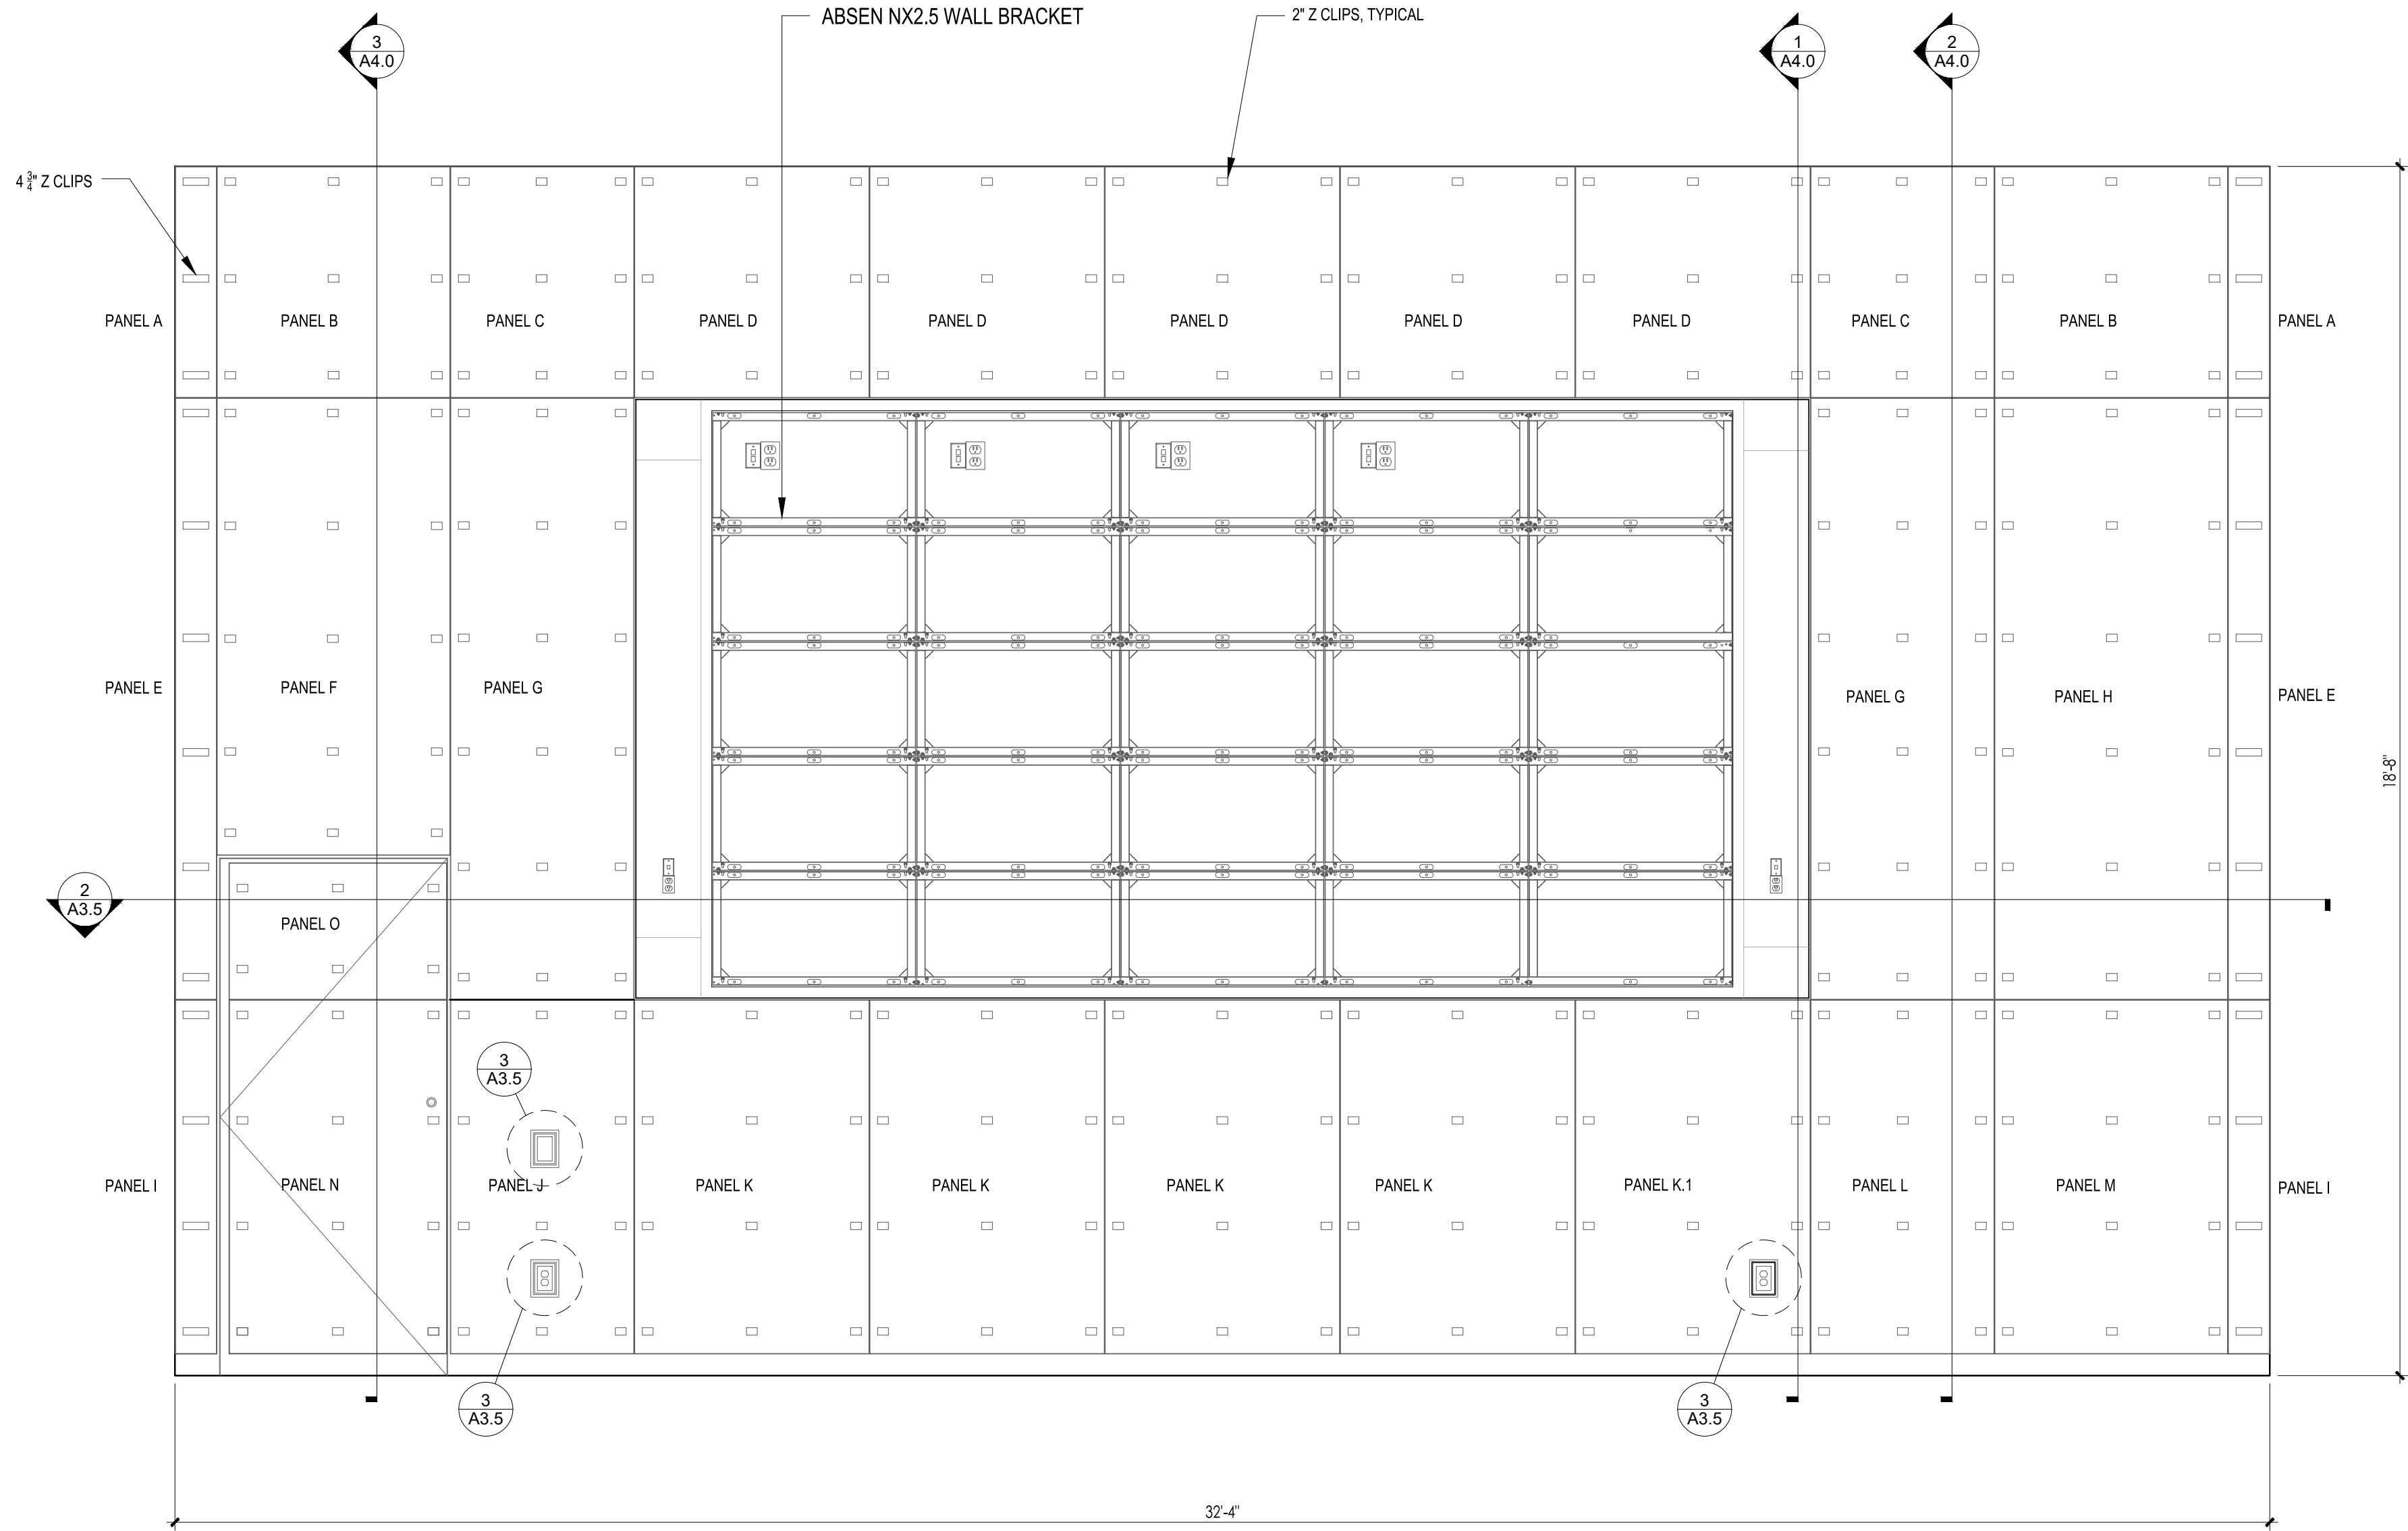 ABSEN NX2.5 WALL BRACKET
2" Z CLIPS, TYPICAL
3
A4.0
1
A4.0
2
A4.0
4 3/4" Z CLIPS
PANEL A
PANEL B
PANEL C
PANEL D
PANEL D
PANEL D
PANEL D
PANEL D
PANEL C
PANEL B
PANEL A
PANEL E
PANEL F
PANEL G
PANEL G
PANEL H
PANEL E
18'-8"
2
A3.5
PANEL O
3
A3.5
PANEL I
PANEL N
PANEL J
PANEL K
PANEL K
PANEL K
PANEL K
PANEL K.1
PANEL L
PANEL M
PANEL I
3
A3.5
3
A3.5
32'-4"